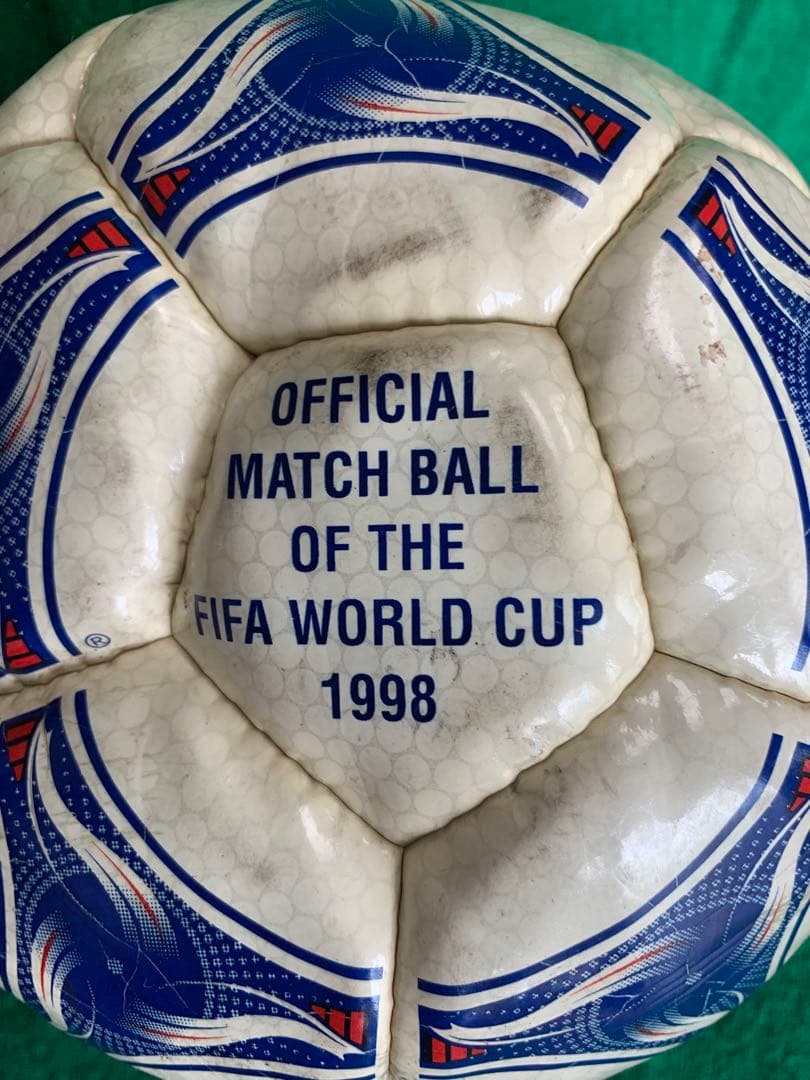 OFFICIAL
MATCH BALL
OF THE
FIFA WORLD CUP
1998
®